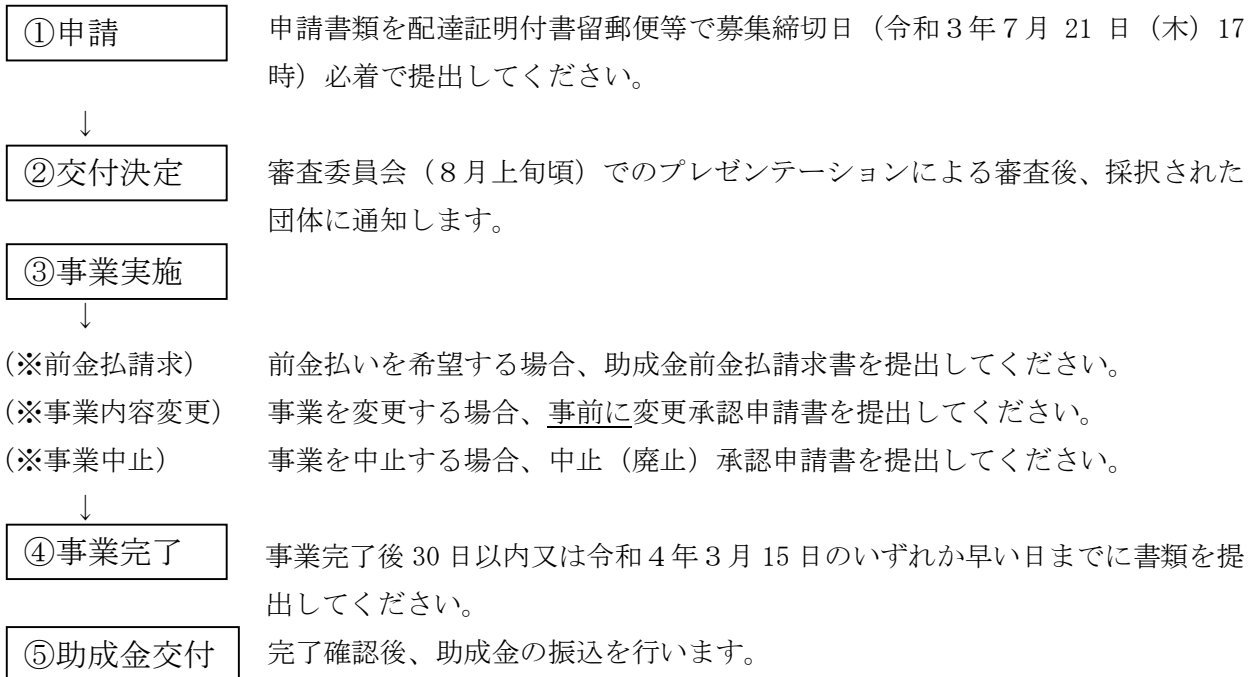 ①申請
申請書類を配達証明付書留郵便等で募集締切日（令和３年７月 21 日（木）17
時）必着で提出してください。
↓
②交付決定
審査委員会（８月上旬頃）でのプレゼンテーションによる審査後、採択された
団体に通知します。
③事業実施
↓
(※前金払請求) 前金払いを希望する場合、助成金前金払請求書を提出してください。
(※事業内容変更) 事業を変更する場合、事前に変更承認申請書を提出してください。
(※事業中止) 事業を中止する場合、中止（廃止）承認申請書を提出してください。
↓
④事業完了
事業完了後 30 日以内又は令和４年３月 15 日のいずれか早い日までに書類を提
出してください。
⑤助成金交付
完了確認後、助成金の振込を行います。